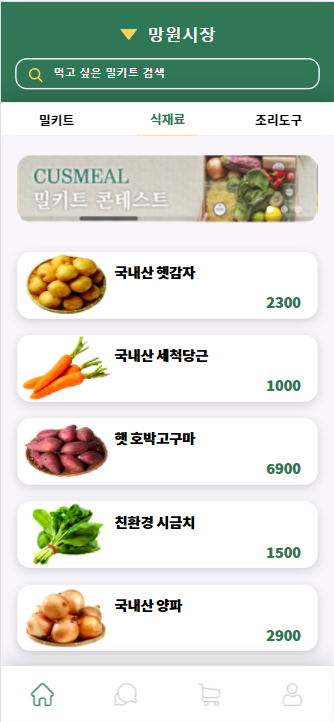 망원시장
먹고 싶은 밀키트 검색
밀키트
식재료
조리도구
CUSMEAL
밀키트 콘테스트
국내산 햇감자
2300
국내산 세척당근
1000
햇 호박고구마
6900
친환경 시금치
1500
국내산 양파
2900